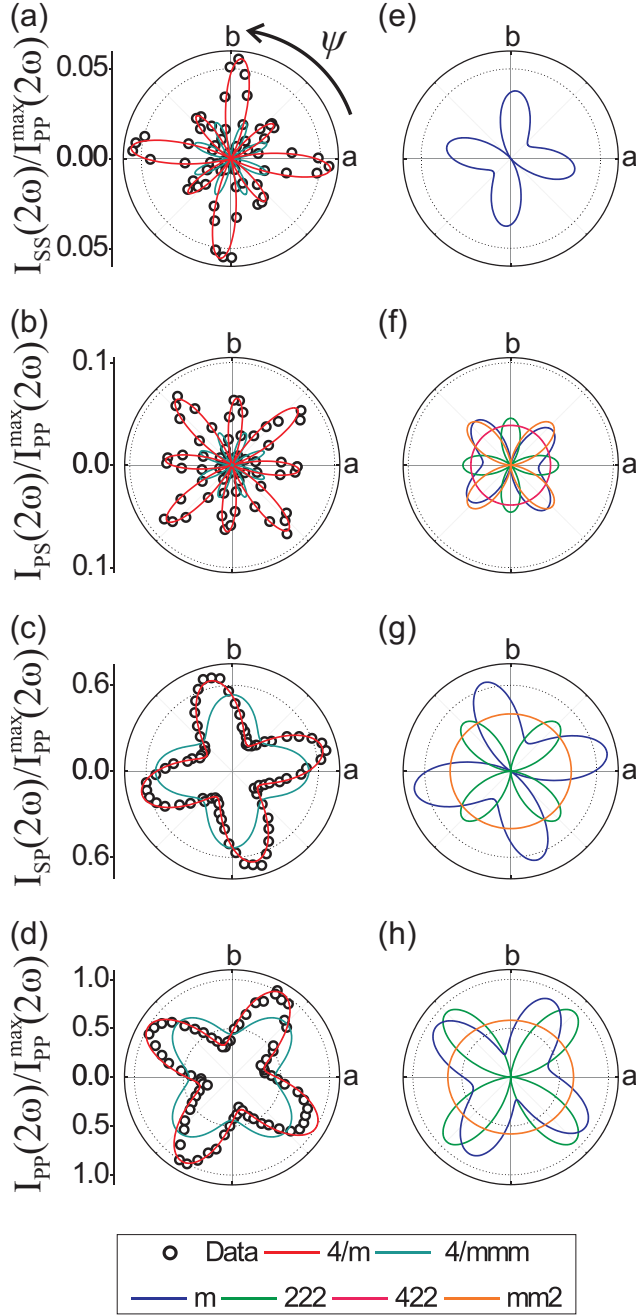 (a)
b
ψ
(e)
b
I_SS(2ω)/I_PP^max(2ω)
0.05
0.00
0.05
a
a
(b)
b
(f)
b
I_PS(2ω)/I_PP^max(2ω)
0.1
0.0
0.1
a
a
(c)
b
(g)
b
I_SP(2ω)/I_PP^max(2ω)
0.6
0.0
0.6
a
a
(d)
b
(h)
b
I_PP(2ω)/I_PP^max(2ω)
1.0
0.5
0.0
0.5
1.0
a
a
Data 4/m 4/mmm
m 222 422 mm2